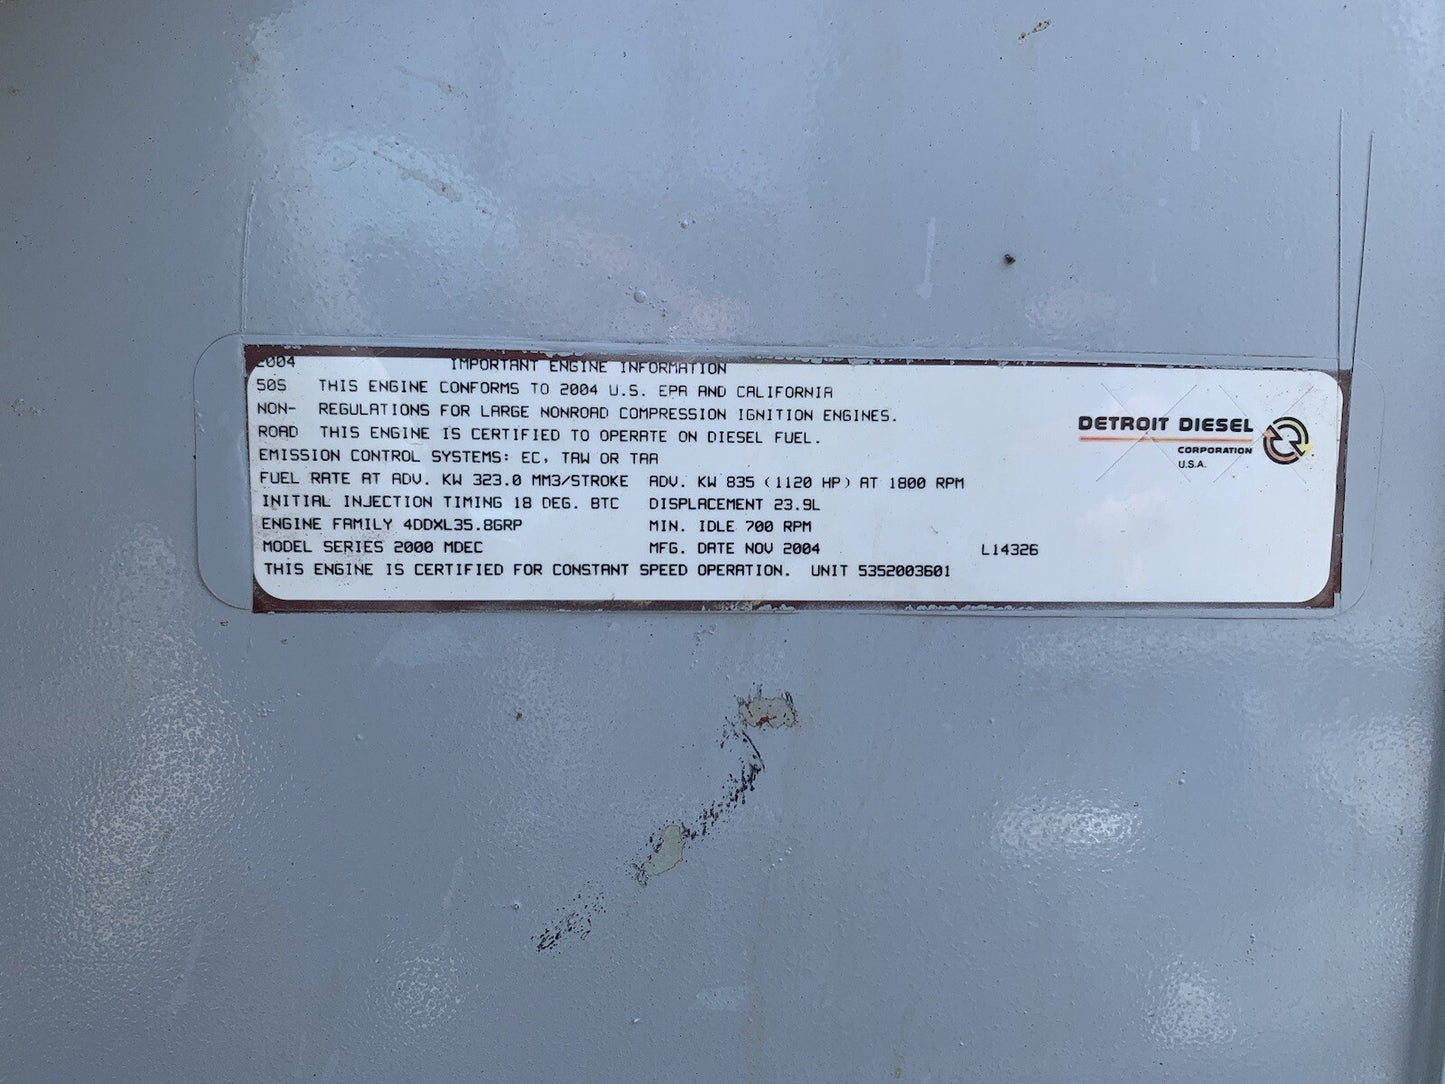 2004 IMPORTANT ENGINE INFORMATION
50S THIS ENGINE CONFORMS TO 2004 U.S. EPA AND CALIFORNIA
NON- REGULATIONS FOR LARGE NONROAD COMPRESSION IGNITION ENGINES.
ROAD THIS ENGINE IS CERTIFIED TO OPERATE ON DIESEL FUEL.
EMISSION CONTROL SYSTEMS: EC, TAW OR TAA
FUEL RATE AT ADV. KW 323.0 MM3/STROKE ADV. KW 835 (1120 HP) AT 1800 RPM
INITIAL INJECTION TIMING 18 DEG. BTC DISPLACEMENT 23.9L
ENGINE FAMILY 4DDXL35.8GRP MIN. IDLE 700 RPM
MODEL SERIES 2000 MDEC MFG. DATE NOV 2004 L14326
THIS ENGINE IS CERTIFIED FOR CONSTANT SPEED OPERATION. UNIT 5352003601
DETROIT DIESEL
CORPORATION
U.S.A.